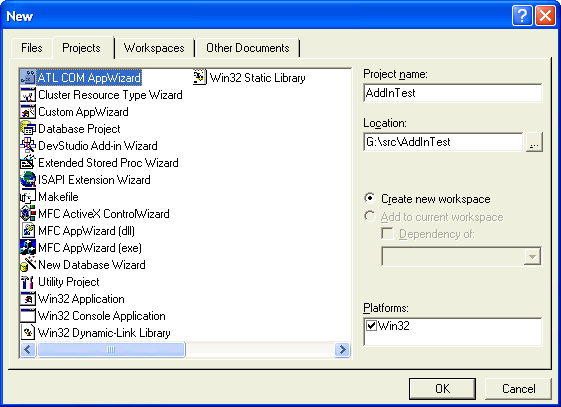 New
Files
Projects
Workspaces
Other Documents
ATL COM AppWizard
Cluster Resource Type Wizard
Custom AppWizard
Database Project
DevStudio Add-in Wizard
Extended Stored Proc Wizard
ISAPI Extension Wizard
Makefile
MFC ActiveX ControlWizard
MFC AppWizard (dll)
MFC AppWizard (exe)
New Database Wizard
Utility Project
Win32 Application
Win32 Console Application
Win32 Dynamic-Link Library
Win32 Static Library
Project name:
AddInTest
Location:
G:\src\AddInTest
...
Create new workspace
Add to current workspace
Dependency of:
Platforms:
Win32
OK
Cancel